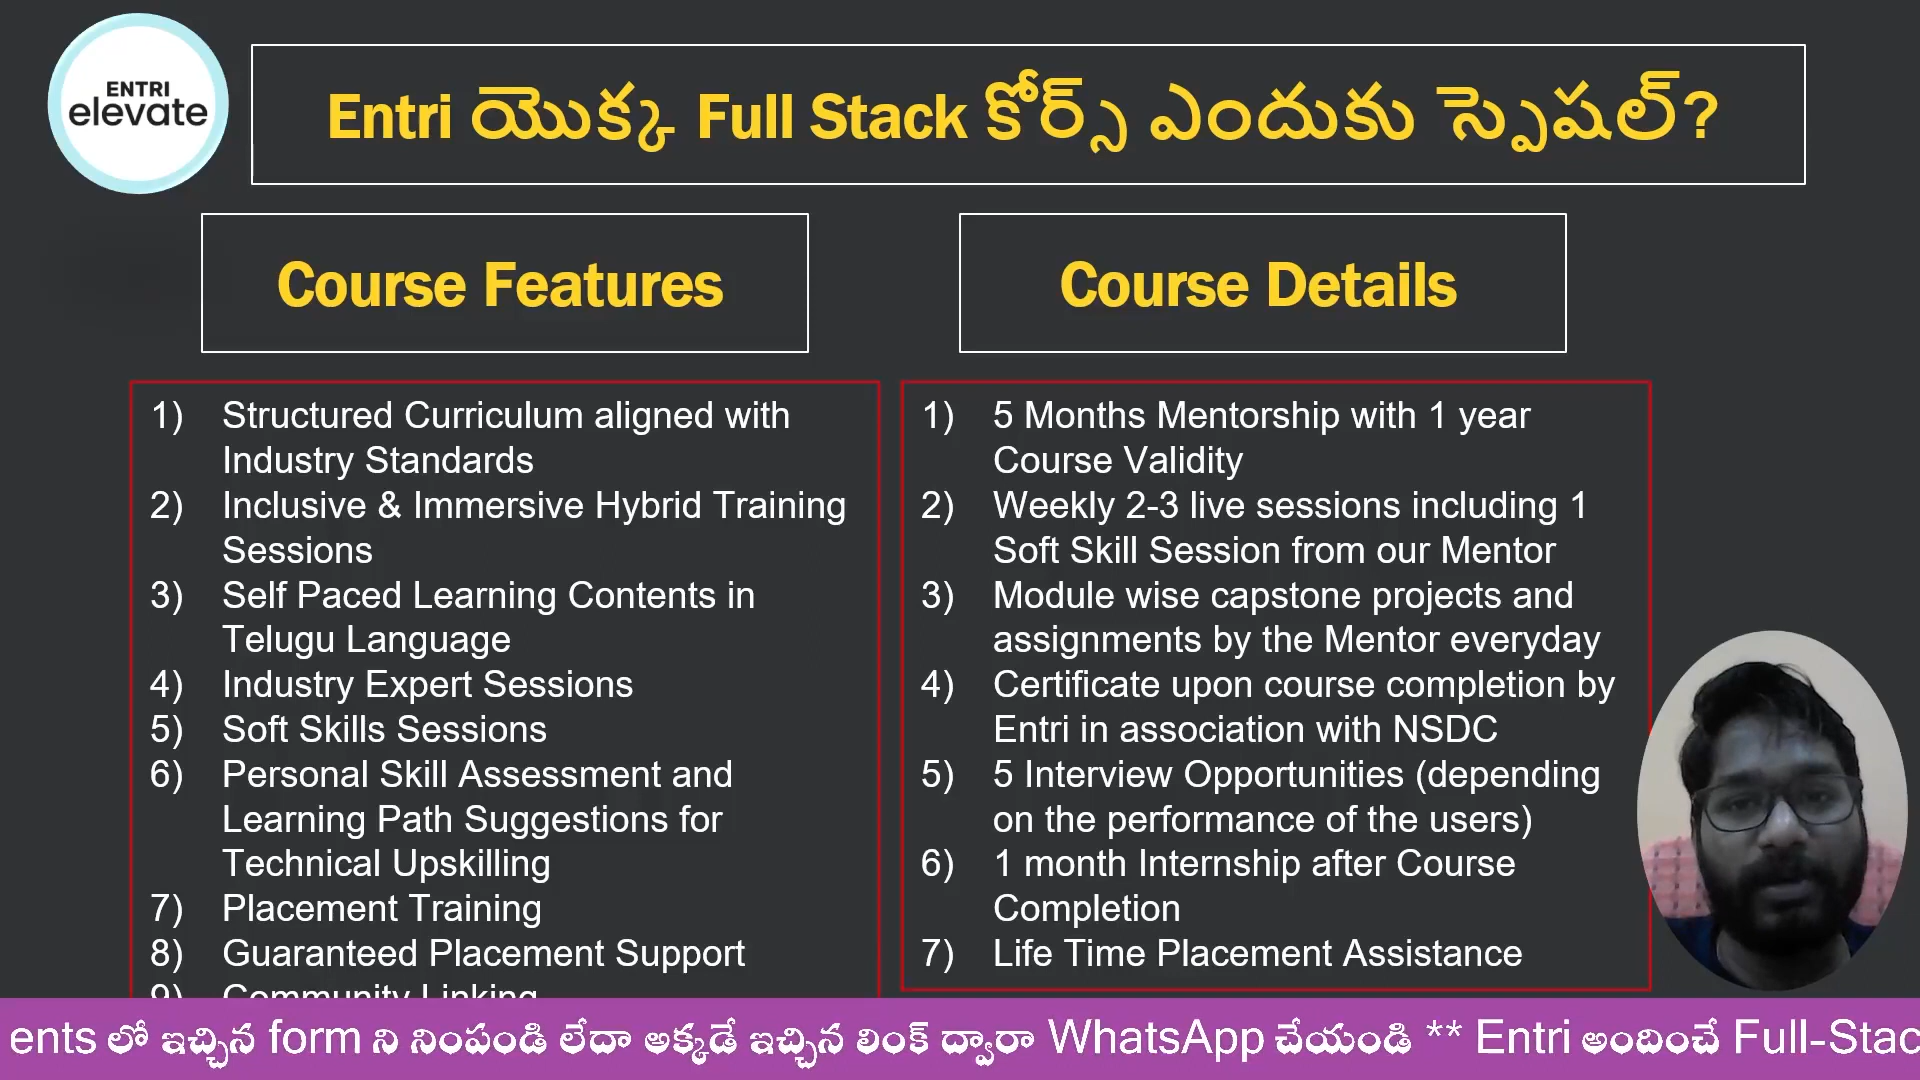 ENTRI
elevate
Entri యొక్క Full Stack కోర్స్ ఎందుకు స్పెషల్?
Course Features
1) Structured Curriculum aligned with
Industry Standards
2) Inclusive & Immersive Hybrid Training
Sessions
3) Self Paced Learning Contents in
Telugu Language
4) Industry Expert Sessions
5) Soft Skills Sessions
6) Personal Skill Assessment and
Learning Path Suggestions for
Technical Upskilling
7) Placement Training
8) Guaranteed Placement Support
9) Community Linking
Course Details
1) 5 Months Mentorship with 1 year
Course Validity
2) Weekly 2-3 live sessions including 1
Soft Skill Session from our Mentor
3) Module wise capstone projects and
assignments by the Mentor everyday
4) Certificate upon course completion by
Entri in association with NSDC
5) 5 Interview Opportunities (depending
on the performance of the users)
6) 1 month Internship after Course
Completion
7) Life Time Placement Assistance
ents లో ఇచ్చిన form ని నింపండి లేదా అక్కడే ఇచ్చిన లింక్ ద్వారా WhatsApp చేయండి ** Entri అందించే Full-Stac